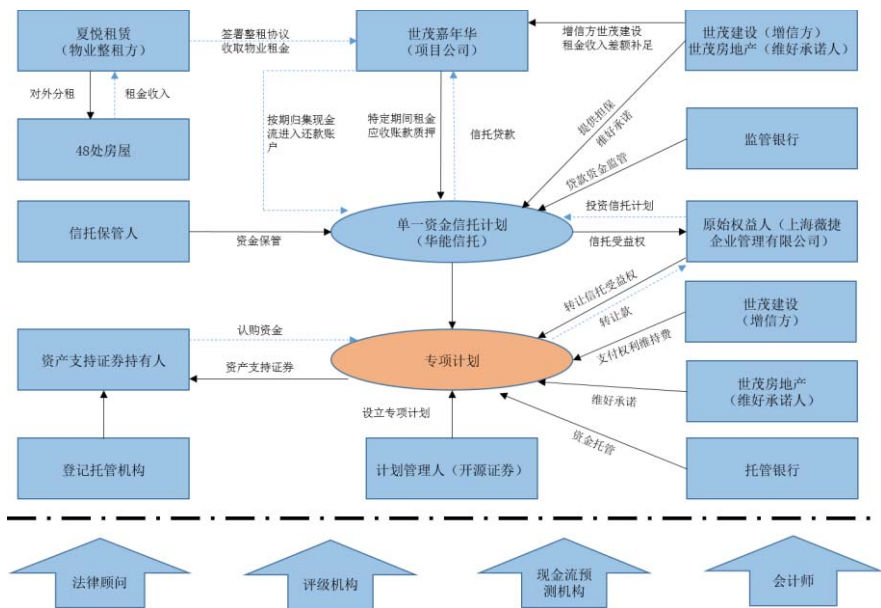 夏悦租赁
（物业整租方）
签署整租协议
收取物业租金
世茂嘉年华
（项目公司）
增信方世茂建设
租金收入差额补足
世茂建设（增信方）
世茂房地产（维好承诺人）
对外分租
租金收入
按期归集现金
流进入还款账
户
特定期间租金
应收账款质押
信托贷款
提供担保
维好承诺
48处房屋
监管银行
贷款资金监管
投资信托计划
信托保管人
资金保管
单一资金信托计划
（华能信托）
信托受益权
原始权益人（上海薇捷
企业管理有限公司）
转让信托受益权
转让款
世茂建设
（增信方）
认购资金
资产支持证券持有人
资产支持证券
专项计划
支付权利维持费
世茂房地产
（维好承诺人）
维好承诺
设立专项计划
资金托管
登记托管机构
计划管理人（开源证券）
托管银行
法律顾问
评级机构
现金流预
测机构
会计师